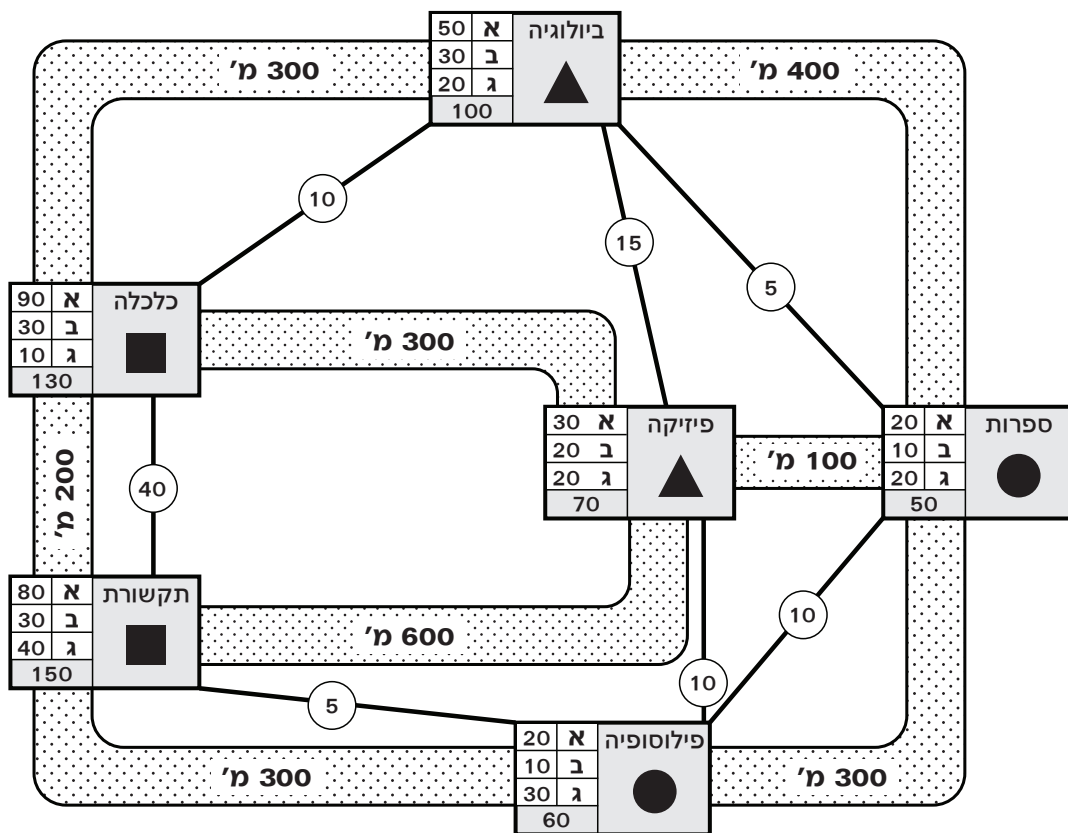 ביולוגיה
א 50
ב 30
ג 20
100
300 מ’
400 מ’
10
15
5
כלכלה
א 90
ב 30
ג 10
130
300 מ’
פיזיקה
א 30
ב 20
ג 20
70
100 מ’
ספרות
א 20
ב 10
ג 20
50
200 מ’
40
תקשורת
א 80
ב 30
ג 40
150
600 מ’
10
10
5
פילוסופיה
א 20
ב 10
ג 30
60
300 מ’
300 מ’